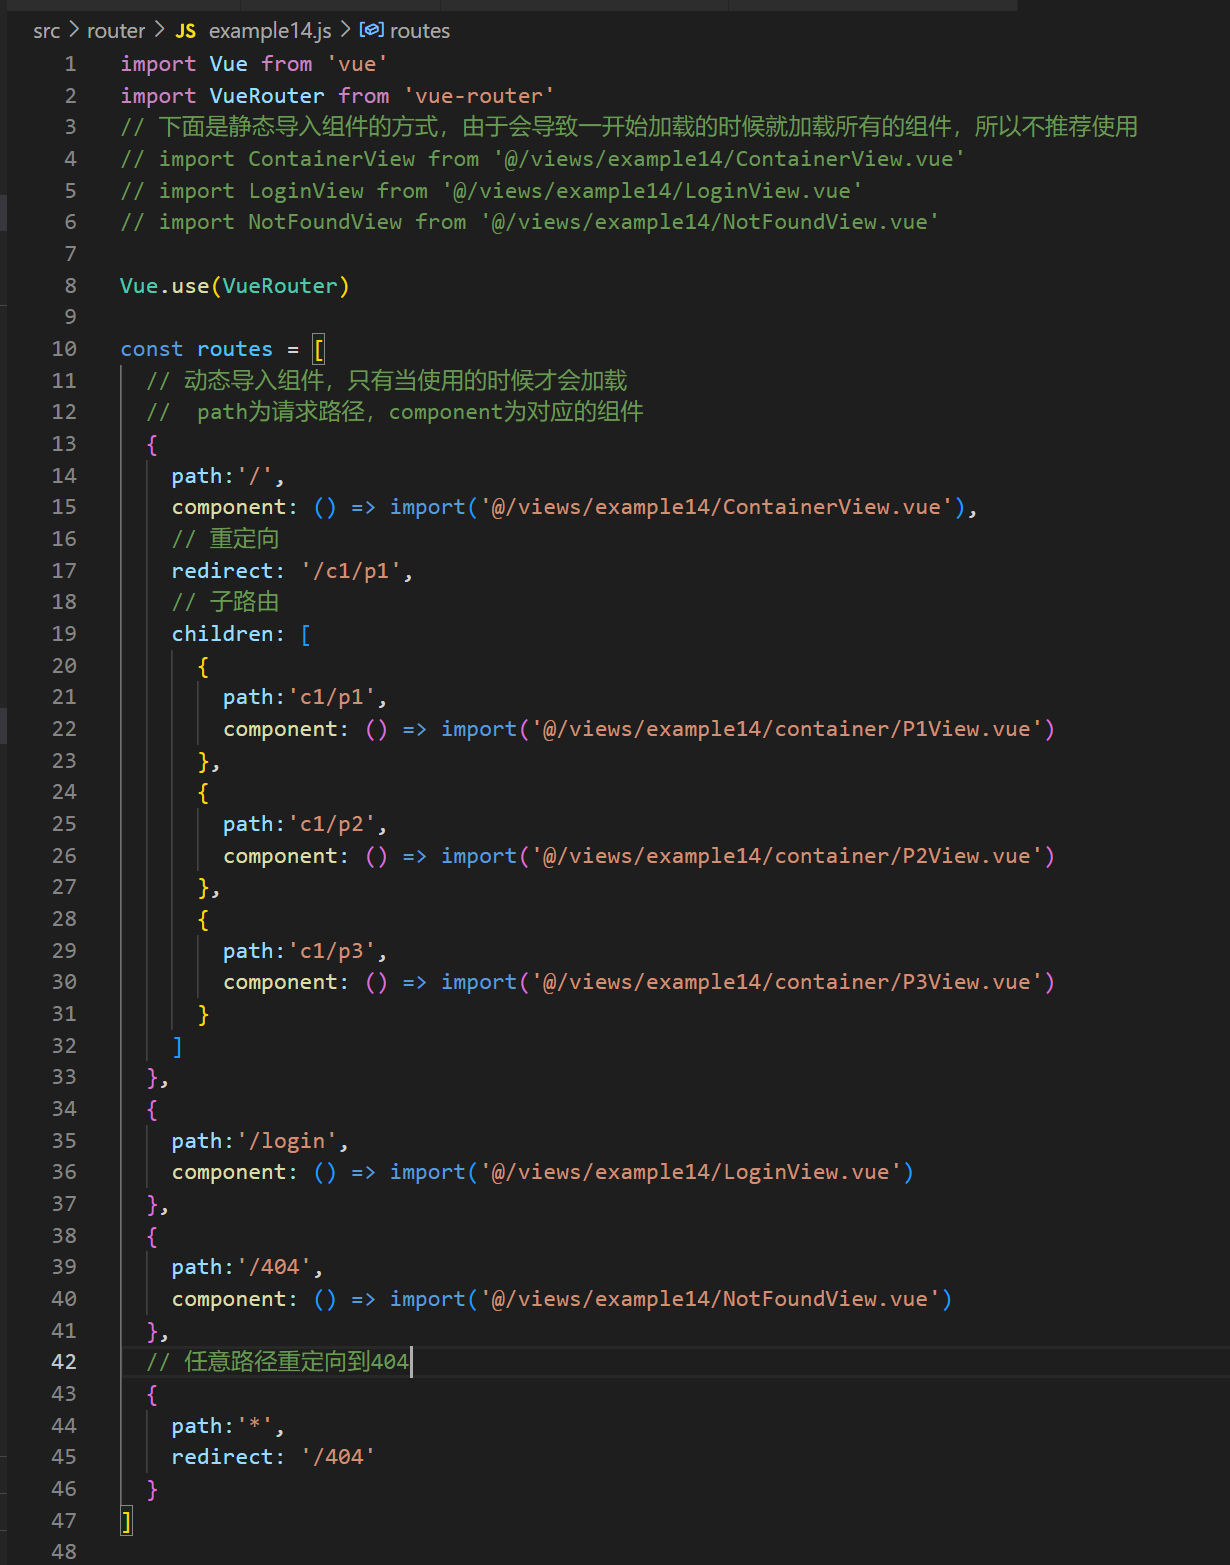 src > router > JS example14.js > routes
1 import Vue from 'vue'
2 import VueRouter from 'vue-router'
3 // 下面是静态导入组件的方式，由于会导致一开始加载的时候就加载所有的组件，所以不推荐使用
4 // import ContainerView from '@/views/example14/ContainerView.vue'
5 // import LoginView from '@/views/example14/LoginView.vue'
6 // import NotFoundView from '@/views/example14/NotFoundView.vue'
7
8 Vue.use(VueRouter)
9
10 const routes = [
11   // 动态导入组件，只有当使用的时候才会加载
12   //  path为请求路径，component为对应的组件
13   {
14     path:'/',
15     component: () => import('@/views/example14/ContainerView.vue'),
16     // 重定向
17     redirect: '/c1/p1',
18     // 子路由
19     children: [
20       {
21         path:'c1/p1',
22         component: () => import('@/views/example14/container/P1View.vue')
23       },
24       {
25         path:'c1/p2',
26         component: () => import('@/views/example14/container/P2View.vue')
27       },
28       {
29         path:'c1/p3',
30         component: () => import('@/views/example14/container/P3View.vue')
31       }
32     ]
33   },
34   {
35     path:'/login',
36     component: () => import('@/views/example14/LoginView.vue')
37   },
38   {
39     path:'/404',
40     component: () => import('@/views/example14/NotFoundView.vue')
41   },
42   // 任意路径重定向到404
43   {
44     path:'*',
45     redirect: '/404'
46   }
47 ]
48